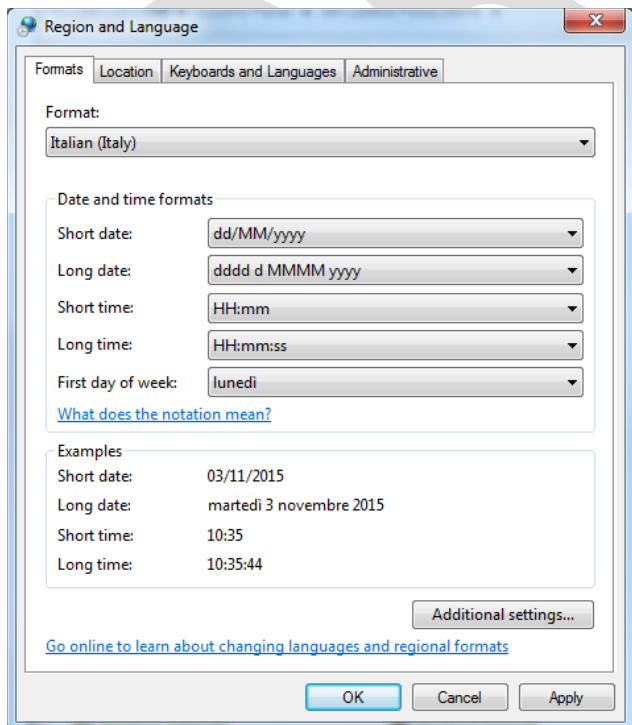 Region and Language
Formats Location Keyboards and Languages Administrative
Format:
Italian (Italy)
Date and time formats
Short date: dd/MM/yyyy
Long date: dddd d MMMM yyyy
Short time: HH:mm
Long time: HH:mm:ss
First day of week: lunedì
What does the notation mean?
Examples
Short date: 03/11/2015
Long date: martedì 3 novembre 2015
Short time: 10:35
Long time: 10:35:44
Additional settings...
Go online to learn about changing languages and regional formats
OK Cancel Apply